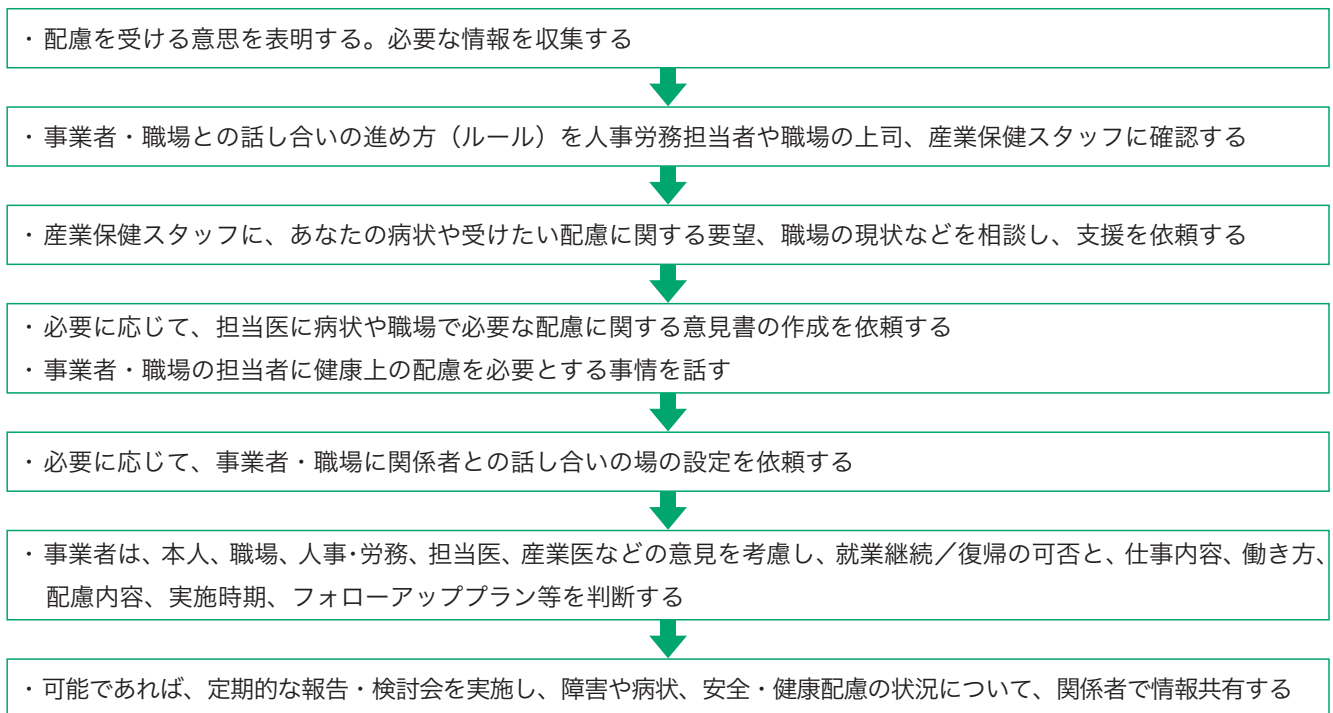 ・配慮を受ける意思を表明する。必要な情報を収集する
・事業者・職場との話し合いの進め方（ルール）を人事労務担当者や職場の上司、産業保健スタッフに確認する
・産業保健スタッフに、あなたの病状や受けたい配慮に関する要望、職場の現状などを相談し、支援を依頼する
・必要に応じて、担当医に病状や職場で必要な配慮に関する意見書の作成を依頼する
・事業者・職場の担当者に健康上の配慮を必要とする事情を話す
・必要に応じて、事業者・職場に関係者との話し合いの場の設定を依頼する
・事業者は、本人、職場、人事･労務、担当医、産業医などの意見を考慮し、就業継続／復帰の可否と、仕事内容、働き方、
配慮内容、実施時期、フォローアッププラン等を判断する
・可能であれば、定期的な報告・検討会を実施し、障害や病状、安全・健康配慮の状況について、関係者で情報共有する